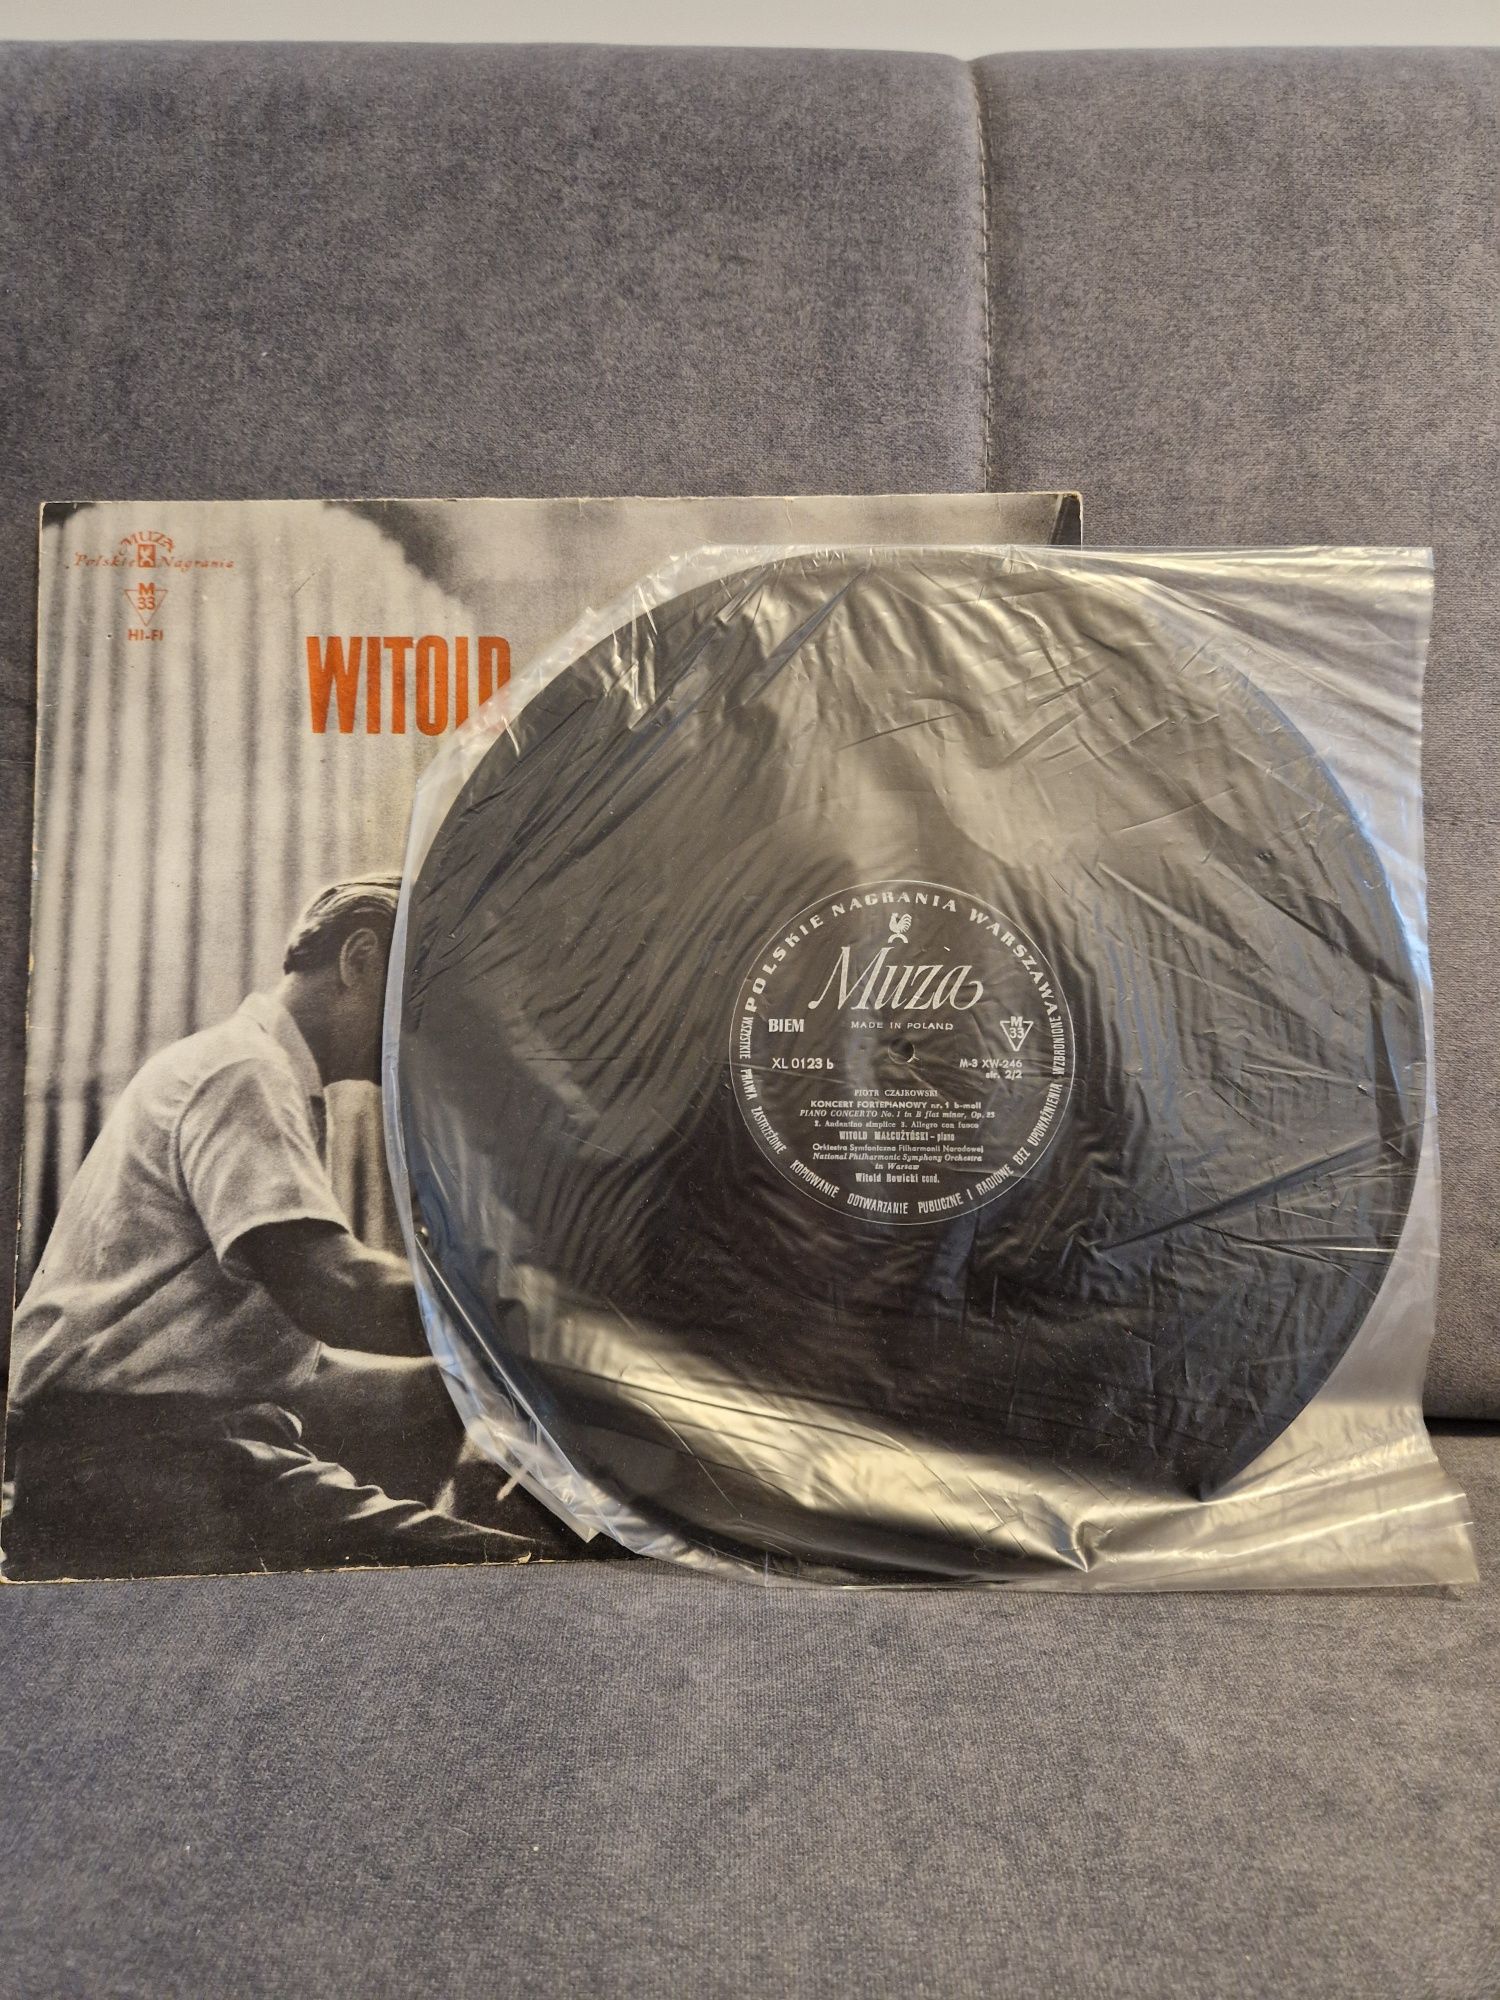 MUZA
Polskie Nagrania
M
33
HI-FI
WITOLD
POLSKIE NAGRANIA WARSZAWA
Muza
MADE IN POLAND
BIEM
M
33
XL 0123 b
M-3 XW-246
str. 2/2
PIOTR CZAJKOWSKI
KONCERT FORTEPIANOWY nr. 1 b-moll
PIANO CONCERTO No. 1 in B flat minor, Op. 23
2. Andantino simplice 3. Allegro con fuoco
WITOLD MAŁCUŻYŃSKI - piano
Orkiestra Symfoniczna Filharmonii Narodowej
National Philharmonic Symphony Orchestra
in Warsaw
Witold Rowicki cond.
WSZYSTKIE PRAWA ZASTRZEŻONE KOPIOWANIE ODTWARZANIE PUBLICZNE I RADIOWE BEZ UPOWAŻNIENIA WZBRONIONE